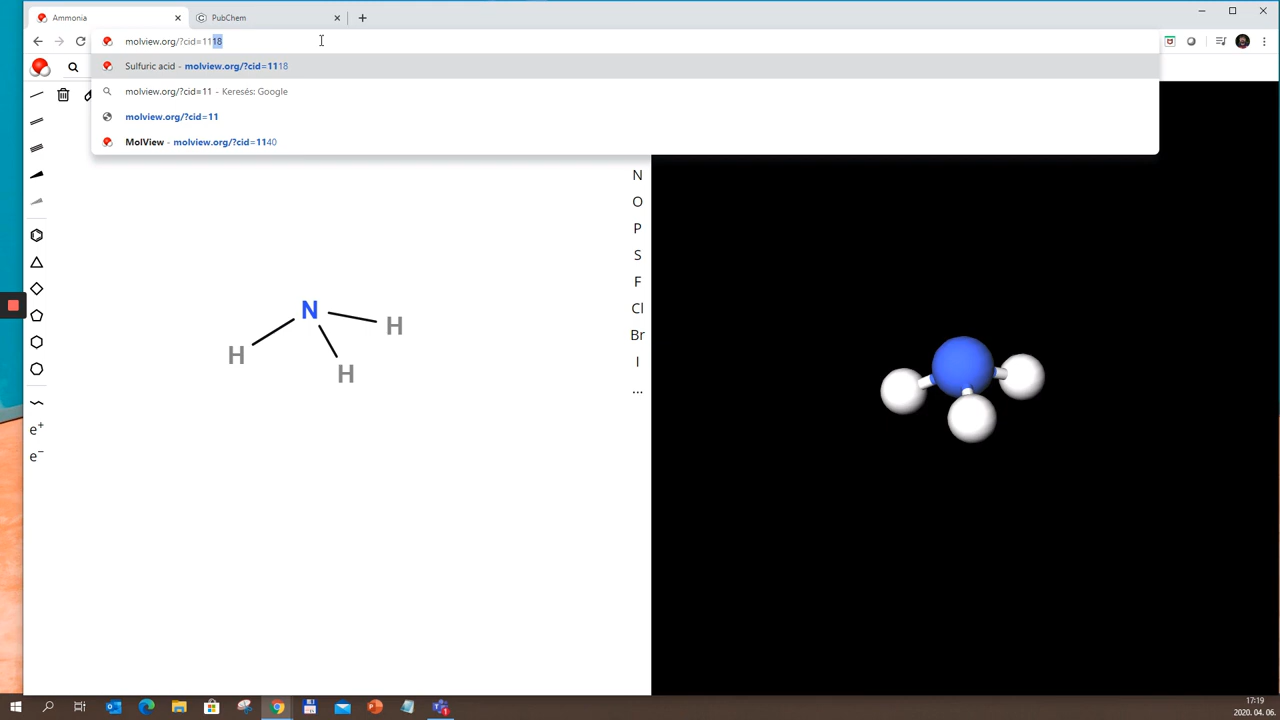 Ammonia
PubChem
molview.org/?cid=1118
Sulfuric acid - molview.org/?cid=1118
molview.org/?cid=11 - Keresés: Google
molview.org/?cid=11
MolView - molview.org/?cid=1140
N
O
P
S
F
Cl
Br
I
...
N
H
H
H
e+
e−
17:19
2020. 04. 06.